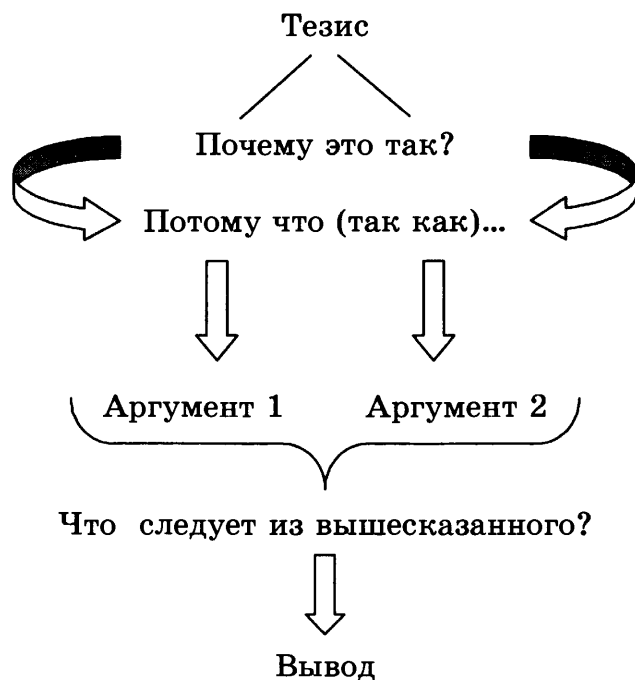 Тезис
Почему это так?
Потому что (так как)...
Аргумент 1 Аргумент 2
Что следует из вышесказанного?
Вывод